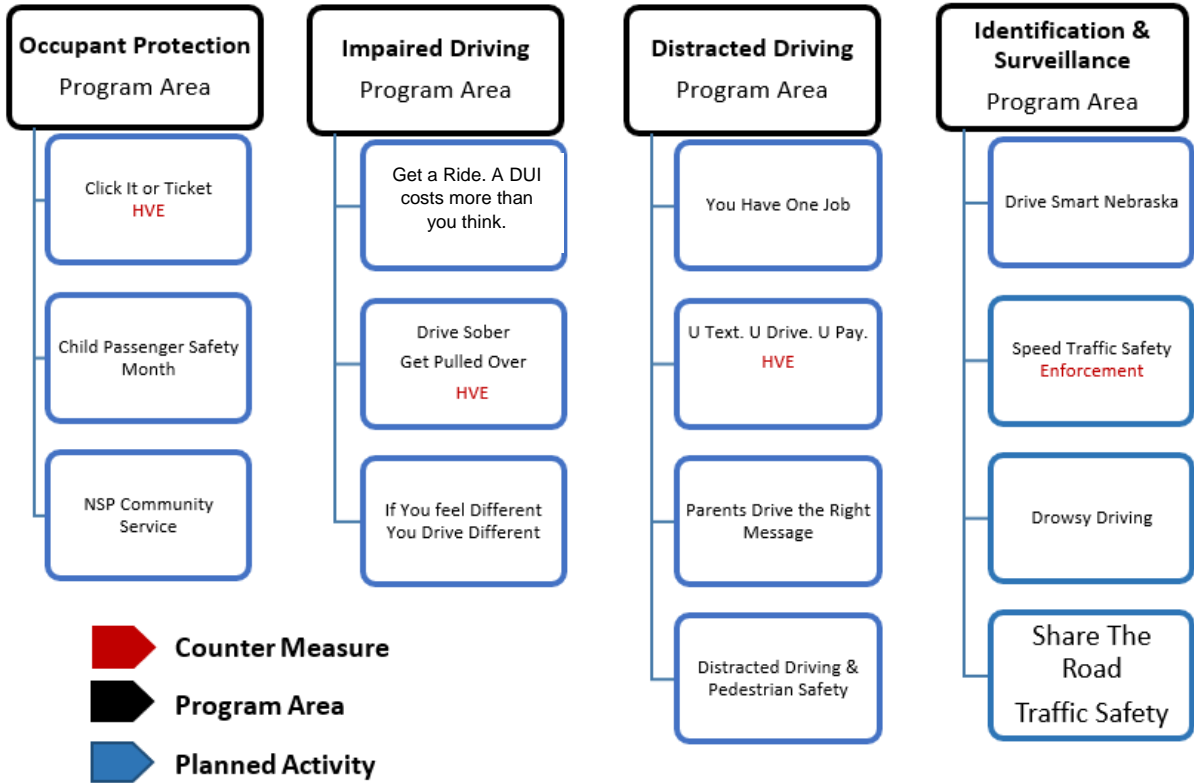 Occupant Protection
Program Area
Click It or Ticket
HVE
Child Passenger Safety
Month
NSP Community
Service
Impaired Driving
Program Area
Get a Ride. A DUI
costs more than
you think.
Drive Sober
Get Pulled Over
HVE
If You feel Different
You Drive Different
Distracted Driving
Program Area
You Have One Job
U Text. U Drive. U Pay.
HVE
Parents Drive the Right
Message
Distracted Driving &
Pedestrian Safety
Identification &
Surveillance
Program Area
Drive Smart Nebraska
Speed Traffic Safety
Enforcement
Drowsy Driving
Share The
Road
Traffic Safety
Counter Measure
Program Area
Planned Activity